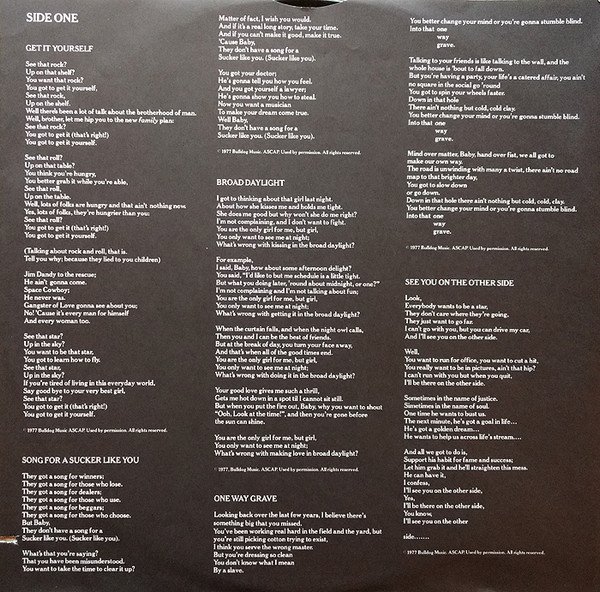 SIDE ONE
GET IT YOURSELF
See that rock?
Up on that shelf?
You want that rock?
You got to get it yourself,
See that rock,
Up on the shelf.
Well there's been a lot of talk about the brotherhood of man.
Well, brother, let me hip you to the new family plan:
See that rock?
You got to get it (that's right!)
You got to get it yourself.
See that roll?
Up on that table?
You think you're hungry,
You better grab it while you're able,
See that roll,
Up on the table.
Well, lots of folks are hungry and that ain't nothing now.
Yes, lots of folks, they're hungrier than you:
See that roll?
You got to get it (that's right!)
You got to get it yourself.
(Talking about rock and roll, that is.
Tell you why; because they lied to you children)
Jim Dandy to the rescue;
He ain't gonna come.
Space Cowboy;
He never was.
Gangster of Love gonna see about you;
No! 'Cause it's every man for himself
And every woman too.
See that star?
Up in the sky?
You want to be that star,
You got to learn how to fly.
See that star,
Up in the sky?
If you're tired of living in this everyday world,
Say good bye to your very best girl,
See that star?
You got to get it (that's right!)
You got to get it yourself.
© 1977 Bulldog Music. ASCAP. Used by permission. All rights reserved.
SONG FOR A SUCKER LIKE YOU
They got a song for winners;
They got a song for those who lose.
They got a song for dealers;
They got a song for those who use.
They got a song for beggars;
They got a song for those who choose.
But Baby,
They don't have a song for a
Sucker like you. (Sucker like you).
What's that you're saying?
That you have been misunderstood.
You want to take the time to clear it up?
Matter of fact, I wish you would.
And if it's a real long story, take your time.
And if you can't make it good, make it true.
'Cause Baby,
They don't have a song for a
Sucker like you. (Sucker like you).
You got your doctor;
He's gonna tell you how you feel.
And you got yourself a lawyer;
He's gonna show you how to steal.
Now you want a musician
To make your dream come true.
Well Baby,
They don't have a song for a
Sucker like you. (Sucker like you).
© 1977 Bulldog Music. ASCAP. Used by permission. All rights reserved.
BROAD DAYLIGHT
I got to thinking about that girl last night.
About how she kisses me and holds me tight.
She does me good but why won't she do me right?
I'm not complaining, and I don't want to fight.
You are the only girl for me, but girl,
You only want to see me at night;
What's wrong with kissing in the broad daylight?
For example,
I said, Baby, how about some afternoon delight?
You said, "I'd like to but me schedule is a little tight.
But what you doing later, 'round about midnight, or one?"
I'm not complaining and I'm not talking about fun;
You are the only girl for me, but girl,
You only want to see me at night;
What's wrong with getting it in the broad daylight?
When the curtain falls, and when the night owl calls,
Then you and I can be the best of friends.
But at the break of day, you turn your face away,
And that's when all of the good times end.
You are the only girl for me, but girl,
You only want to see me at night;
What's wrong with doing it in the broad daylight?
Your good love gives me such a thrill,
Gets me hot down in a spot til I cannot sit still.
But when you put the fire out, Baby, why you want to shout
"Ooh, Look at the time!", and then you're gone before
the sun can shine.
You are the only girl for me, but girl,
You only want to see me at night;
What's wrong with making love in broad daylight?
© 1977, Bulldog Music. ASCAP. Used by permission. All rights reserved.
ONE WAY GRAVE
Looking back over the last few years, I believe there's
something big that you missed.
You've been working real hard in the field and the yard, but
you're still picking cotton trying to exist,
I think you serve the wrong master.
But you're dressing so clean
You don't know what I mean
By a slave.
You better change your mind or you're gonna stumble blind.
Into that one
way
grave.
Talking to your friends is like talking to the wall, and the
whole house is 'bout to fall down.
But you're having a party, your life's a catered affair, you ain't
no square in the social go 'round
You got to spin your wheels faster.
Down in that hole
There ain't nothing but cold, cold clay.
You better change your mind or you're gonna stumble blind.
Into that one
way
grave.
Mind over matter, Baby, hand over fist, we all got to
make our own way.
The road is unwinding with many a twist, there ain't no road
map to that brighter day,
You got to slow down
or go down.
Down in that hole there ain't nothing but cold, cold, clay.
You better change your mind or you're gonna stumble blind.
Into that one
way
grave.
© 1977 Bulldog Music. ASCAP. Used by permission. All rights reserved.
SEE YOU ON THE OTHER SIDE
Look,
Everybody wants to be a star,
They don't care where they're going,
They just want to go far.
I can't go with you, but you can drive my car,
And I'll see you on the other side.
Well,
You want to run for office, you want to cut a hit,
You really want to be in pictures, ain't that hip?
I can't run with you but when you quit,
I'll be there on the other side.
Sometimes in the name of justice.
Simetimes in the name of soul.
One time he wants to bust us.
The next minute, he's got a goal in life....
He's got a golden dream....
He wants to help us across life's stream....
And all we got to do is,
Support his habit for fame and success;
Let him grab it and he'll straighten this mess.
He can have it,
I confess,
I'll see you on the other side,
Yes,
I'll be there on the other side,
You know,
I'll see you on the other
side.......
© 1977 Bulldog Music. ASCAP. Used by permission. All rights reserved.